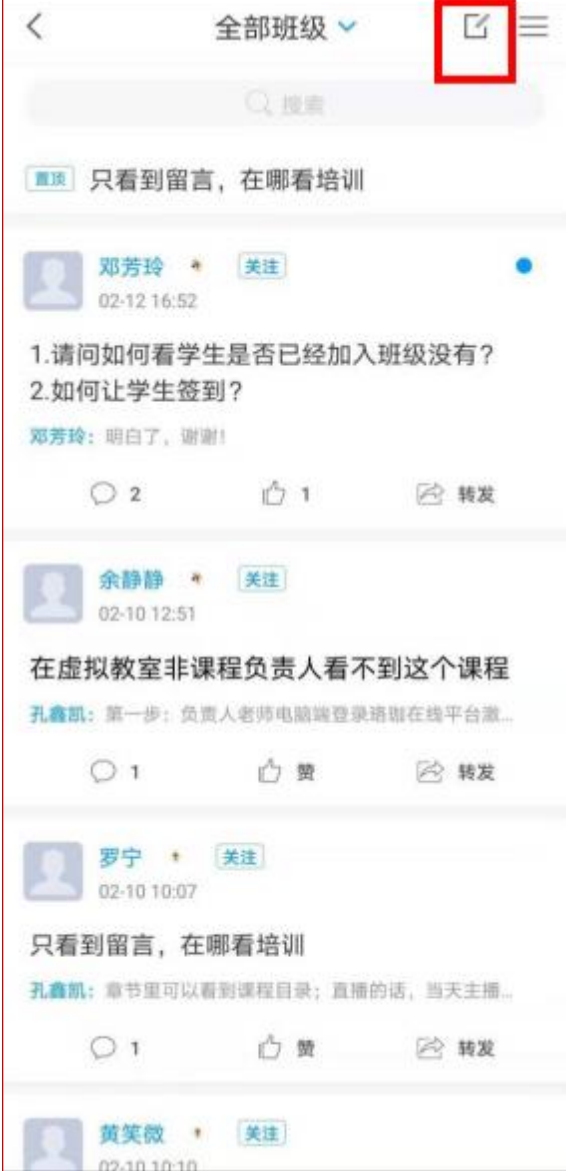 全部班级
搜索
置顶 只看到留言，在哪看培训
邓芳玲 关注
02-12 16:52
1.请问如何看学生是否已经加入班级没有？
2.如何让学生签到？
邓芳玲：明白了，谢谢！
2 1 转发
余静静 关注
02-10 12:51
在虚拟教室非课程负责人看不到这个课程
孔鑫凯：第一步：负责人老师电脑端登录珞珈在线平台激...
1 赞 转发
罗宁 关注
02-10 10:07
只看到留言，在哪看培训
孔鑫凯：章节里可以看到课程目录；直播的话，当天主播...
1 赞 转发
黄笑微 关注
02-10 10:10